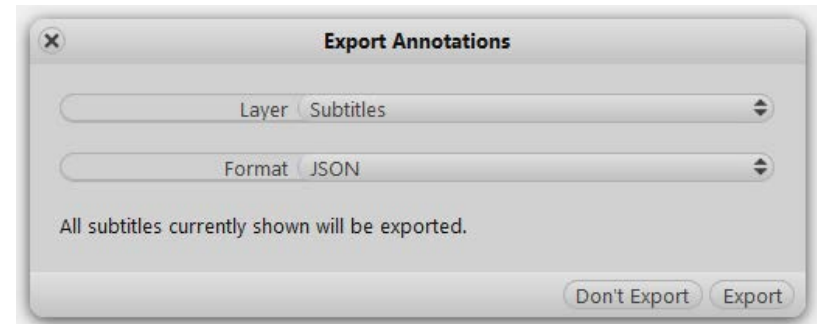 Export Annotations
Layer Subtitles
Format JSON
All subtitles currently shown will be exported.
Don't Export Export